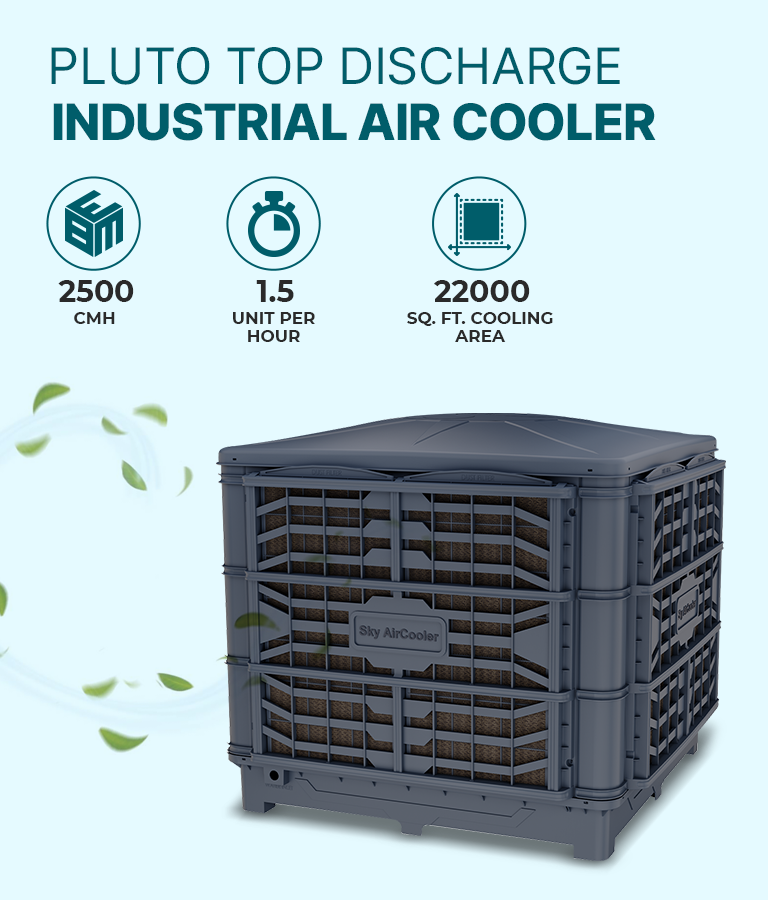 PLUTO TOP DISCHARGE
INDUSTRIAL AIR COOLER
2500
CMH
1.5
UNIT PER
HOUR
22000
SQ. FT. COOLING
AREA
Sky AirCooler